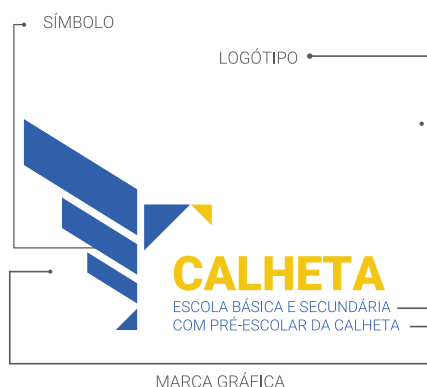 SÍMBOLO
LOGÓTIPO
CALHETA
ESCOLA BÁSICA E SECUNDÁRIA
COM PRÉ-ESCOLAR DA CALHETA
MARCA GRÁFICA